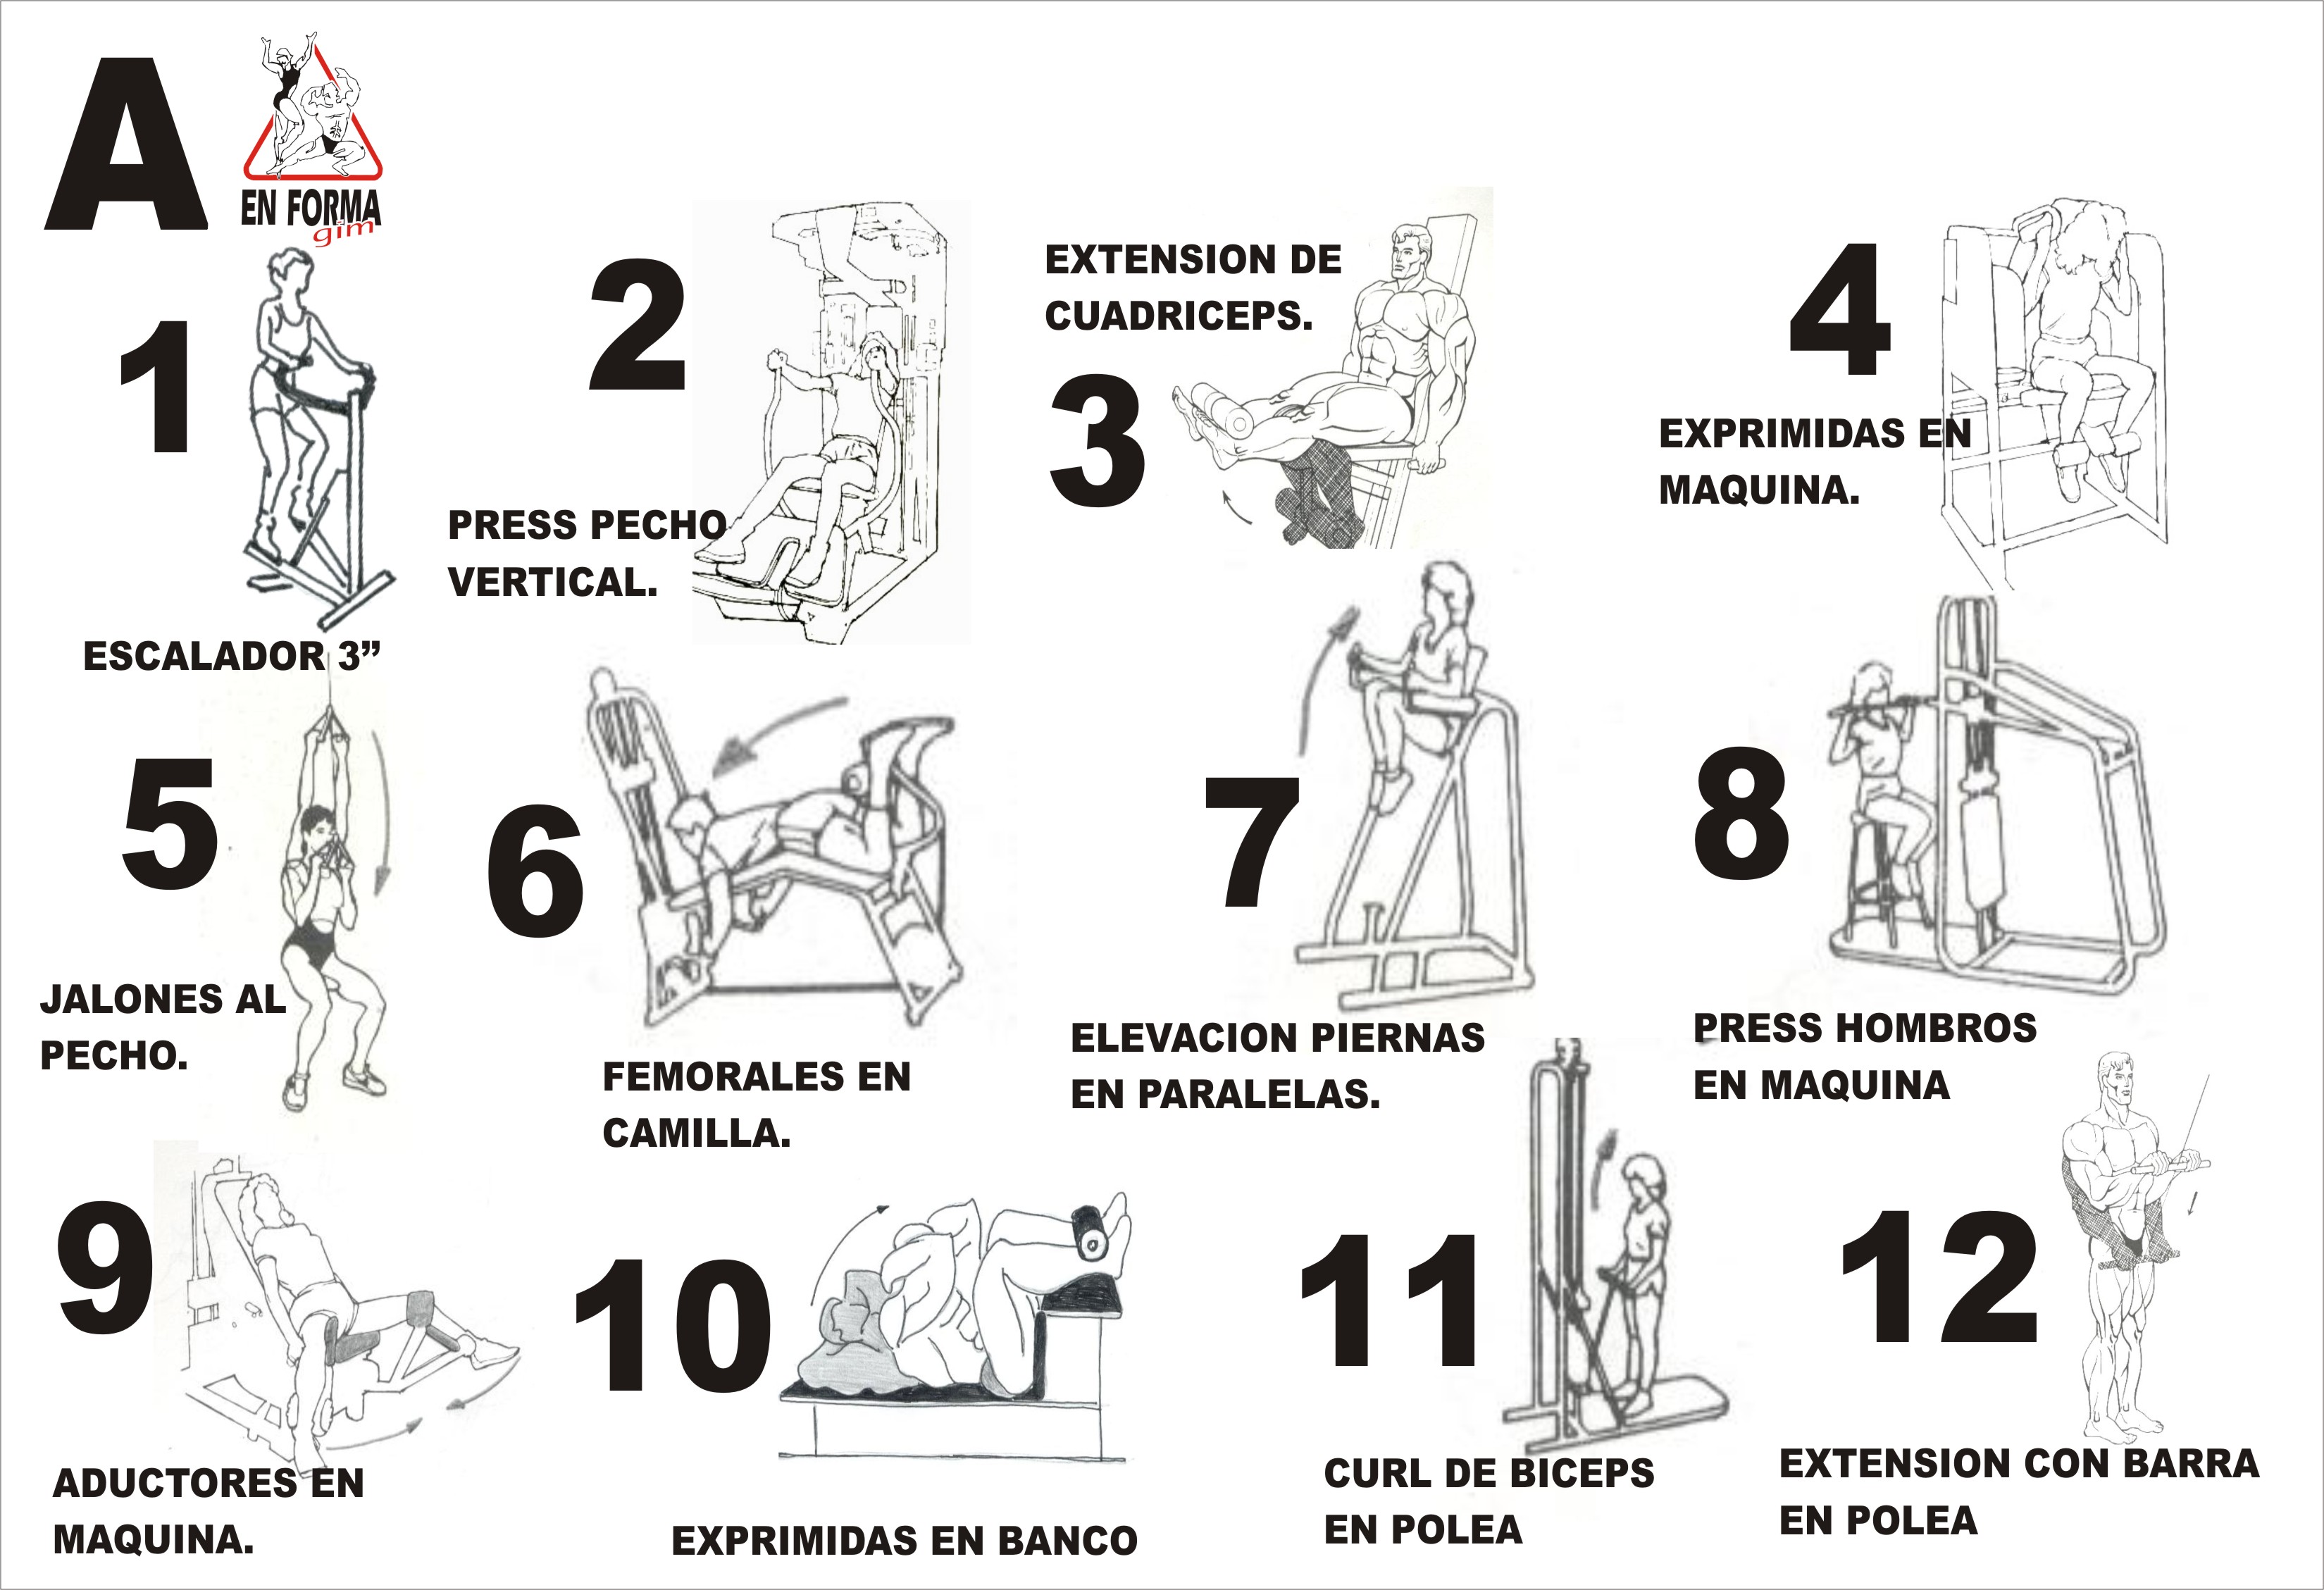 A
EN FORMA
gim
1
ESCALADOR 3”
2
PRESS PECHO
VERTICAL.
EXTENSION DE
CUADRICEPS.
3
4
EXPRIMIDAS EN
MAQUINA.
5
JALONES AL
PECHO.
6
FEMORALES EN
CAMILLA.
7
ELEVACION PIERNAS
EN PARALELAS.
8
PRESS HOMBROS
EN MAQUINA
9
ADUCTORES EN
MAQUINA.
10
EXPRIMIDAS EN BANCO
11
CURL DE BICEPS
EN POLEA
12
EXTENSION CON BARRA
EN POLEA